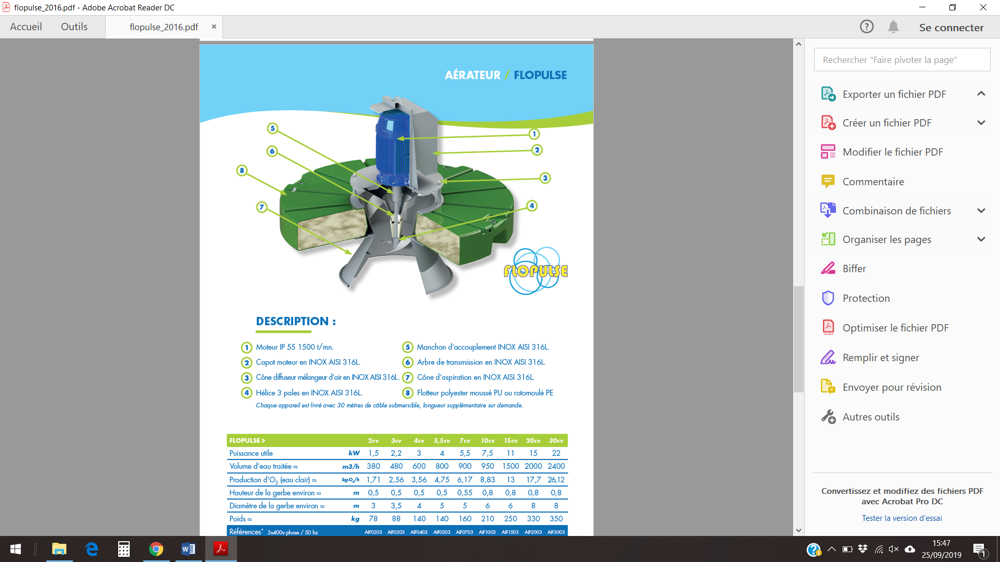 flopulse_2016.pdf - Adobe Acrobat Reader DC
Accueil Outils flopulse_2016.pdf × Se connecter
Rechercher "Faire pivoter la page"
Exporter un fichier PDF
Créer un fichier PDF
Modifier le fichier PDF
Commentaire
Combinaison de fichiers
Organiser les pages
Biffer
Protection
Optimiser le fichier PDF
Remplir et signer
Envoyer pour révision
Autres outils
Convertissez et modifiez des fichiers PDF
avec Acrobat Pro DC
Tester la version d'essai
AÉRATEUR / FLOPULSE
5
1
6
2
8
3
7
4
FLOPULSE
DESCRIPTION :
1 Moteur IP 55 1500 t/mn.
2 Capot moteur en INOX AISI 316L.
3 Cône diffuseur mélangeur d'air en INOX AISI 316L.
4 Hélice 3 pales en INOX AISI 316L.
5 Manchon d'accouplement INOX AISI 316L.
6 Arbre de transmission en INOX AISI 316L.
7 Cône d'aspiration en INOX AISI 316L.
8 Flotteur polyester moussé PU ou rotomoulé PE
Chaque appareil est livré avec 30 mètres de câble submersible, longueur supplémentaire sur demande.
FLOPULSE > 2cv 3cv 4cv 5,5cv 7cv 10cv 15cv 20cv 30cv
Puissance utile kW 1,5 2,2 3 4 5,5 7,5 11 15 22
Volume d'eau traitée ≈ m3/h 380 480 600 800 900 950 1500 2000 2400
Production d'O2 (eau clair) ≈ kg-O2/h 1,71 2,56 3,56 4,75 6,17 8,83 13 17,7 26,12
Hauteur de la gerbe environ ≈ m 0,5 0,5 0,5 0,5 0,55 0,8 0,8 0,8 0,8
Diamètre de la gerbe environ ≈ m 3 3,5 4 5 5 6 6 8 8
Poids ≈ kg 78 88 140 140 160 210 250 330 350
Références* 3x400v phase / 50 hz AIF0203 AIF0203 AIF0403 AIF0503 AIF0703 AIF1003 AIF1503 AIF2003 AIF3003
15:47
25/09/2019
1